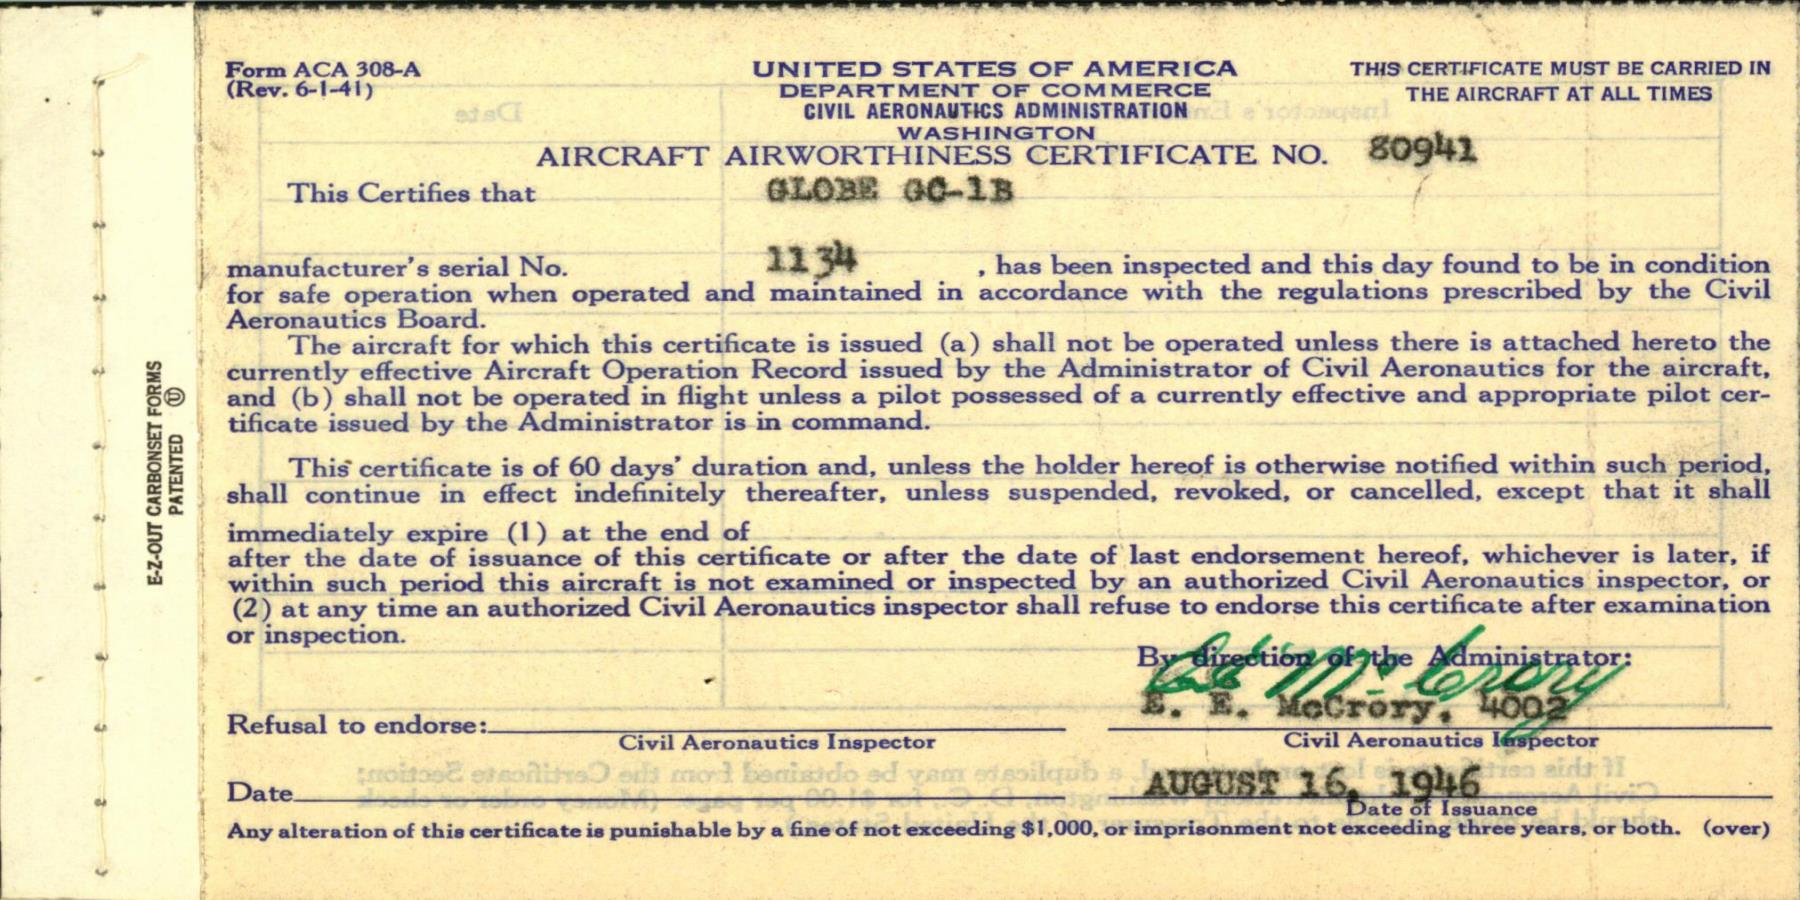 Form ACA 308-A
(Rev. 6-1-41)
UNITED STATES OF AMERICA
DEPARTMENT OF COMMERCE
CIVIL AERONAUTICS ADMINISTRATION
WASHINGTON
THIS CERTIFICATE MUST BE CARRIED IN
THE AIRCRAFT AT ALL TIMES
AIRCRAFT AIRWORTHINESS CERTIFICATE NO. 80941
This Certifies that GLOBE GC-1B
manufacturer's serial No. 1134 , has been inspected and this day found to be in condition
for safe operation when operated and maintained in accordance with the regulations prescribed by the Civil
Aeronautics Board.
The aircraft for which this certificate is issued (a) shall not be operated unless there is attached hereto the
currently effective Aircraft Operation Record issued by the Administrator of Civil Aeronautics for the aircraft,
and (b) shall not be operated in flight unless a pilot possessed of a currently effective and appropriate pilot cer-
tificate issued by the Administrator is in command.
This certificate is of 60 days' duration and, unless the holder hereof is otherwise notified within such period,
shall continue in effect indefinitely thereafter, unless suspended, revoked, or cancelled, except that it shall
immediately expire (1) at the end of
after the date of issuance of this certificate or after the date of last endorsement hereof, whichever is later, if
within such period this aircraft is not examined or inspected by an authorized Civil Aeronautics inspector, or
(2) at any time an authorized Civil Aeronautics inspector shall refuse to endorse this certificate after examination
or inspection.
By direction of the Administrator:
McCrory
E. E. McCrory, 4002
Refusal to endorse:
Civil Aeronautics Inspector
Civil Aeronautics Inspector
Date
AUGUST 16, 1946
Date of Issuance
Any alteration of this certificate is punishable by a fine of not exceeding $1,000, or imprisonment not exceeding three years, or both. (over)
E-Z-OUT CARBONSET FORMS
PATENTED